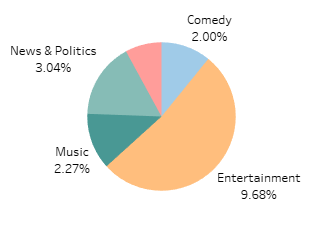 Comedy
2.00%
News & Politics
3.04%
Music
2.27%
Entertainment
9.68%